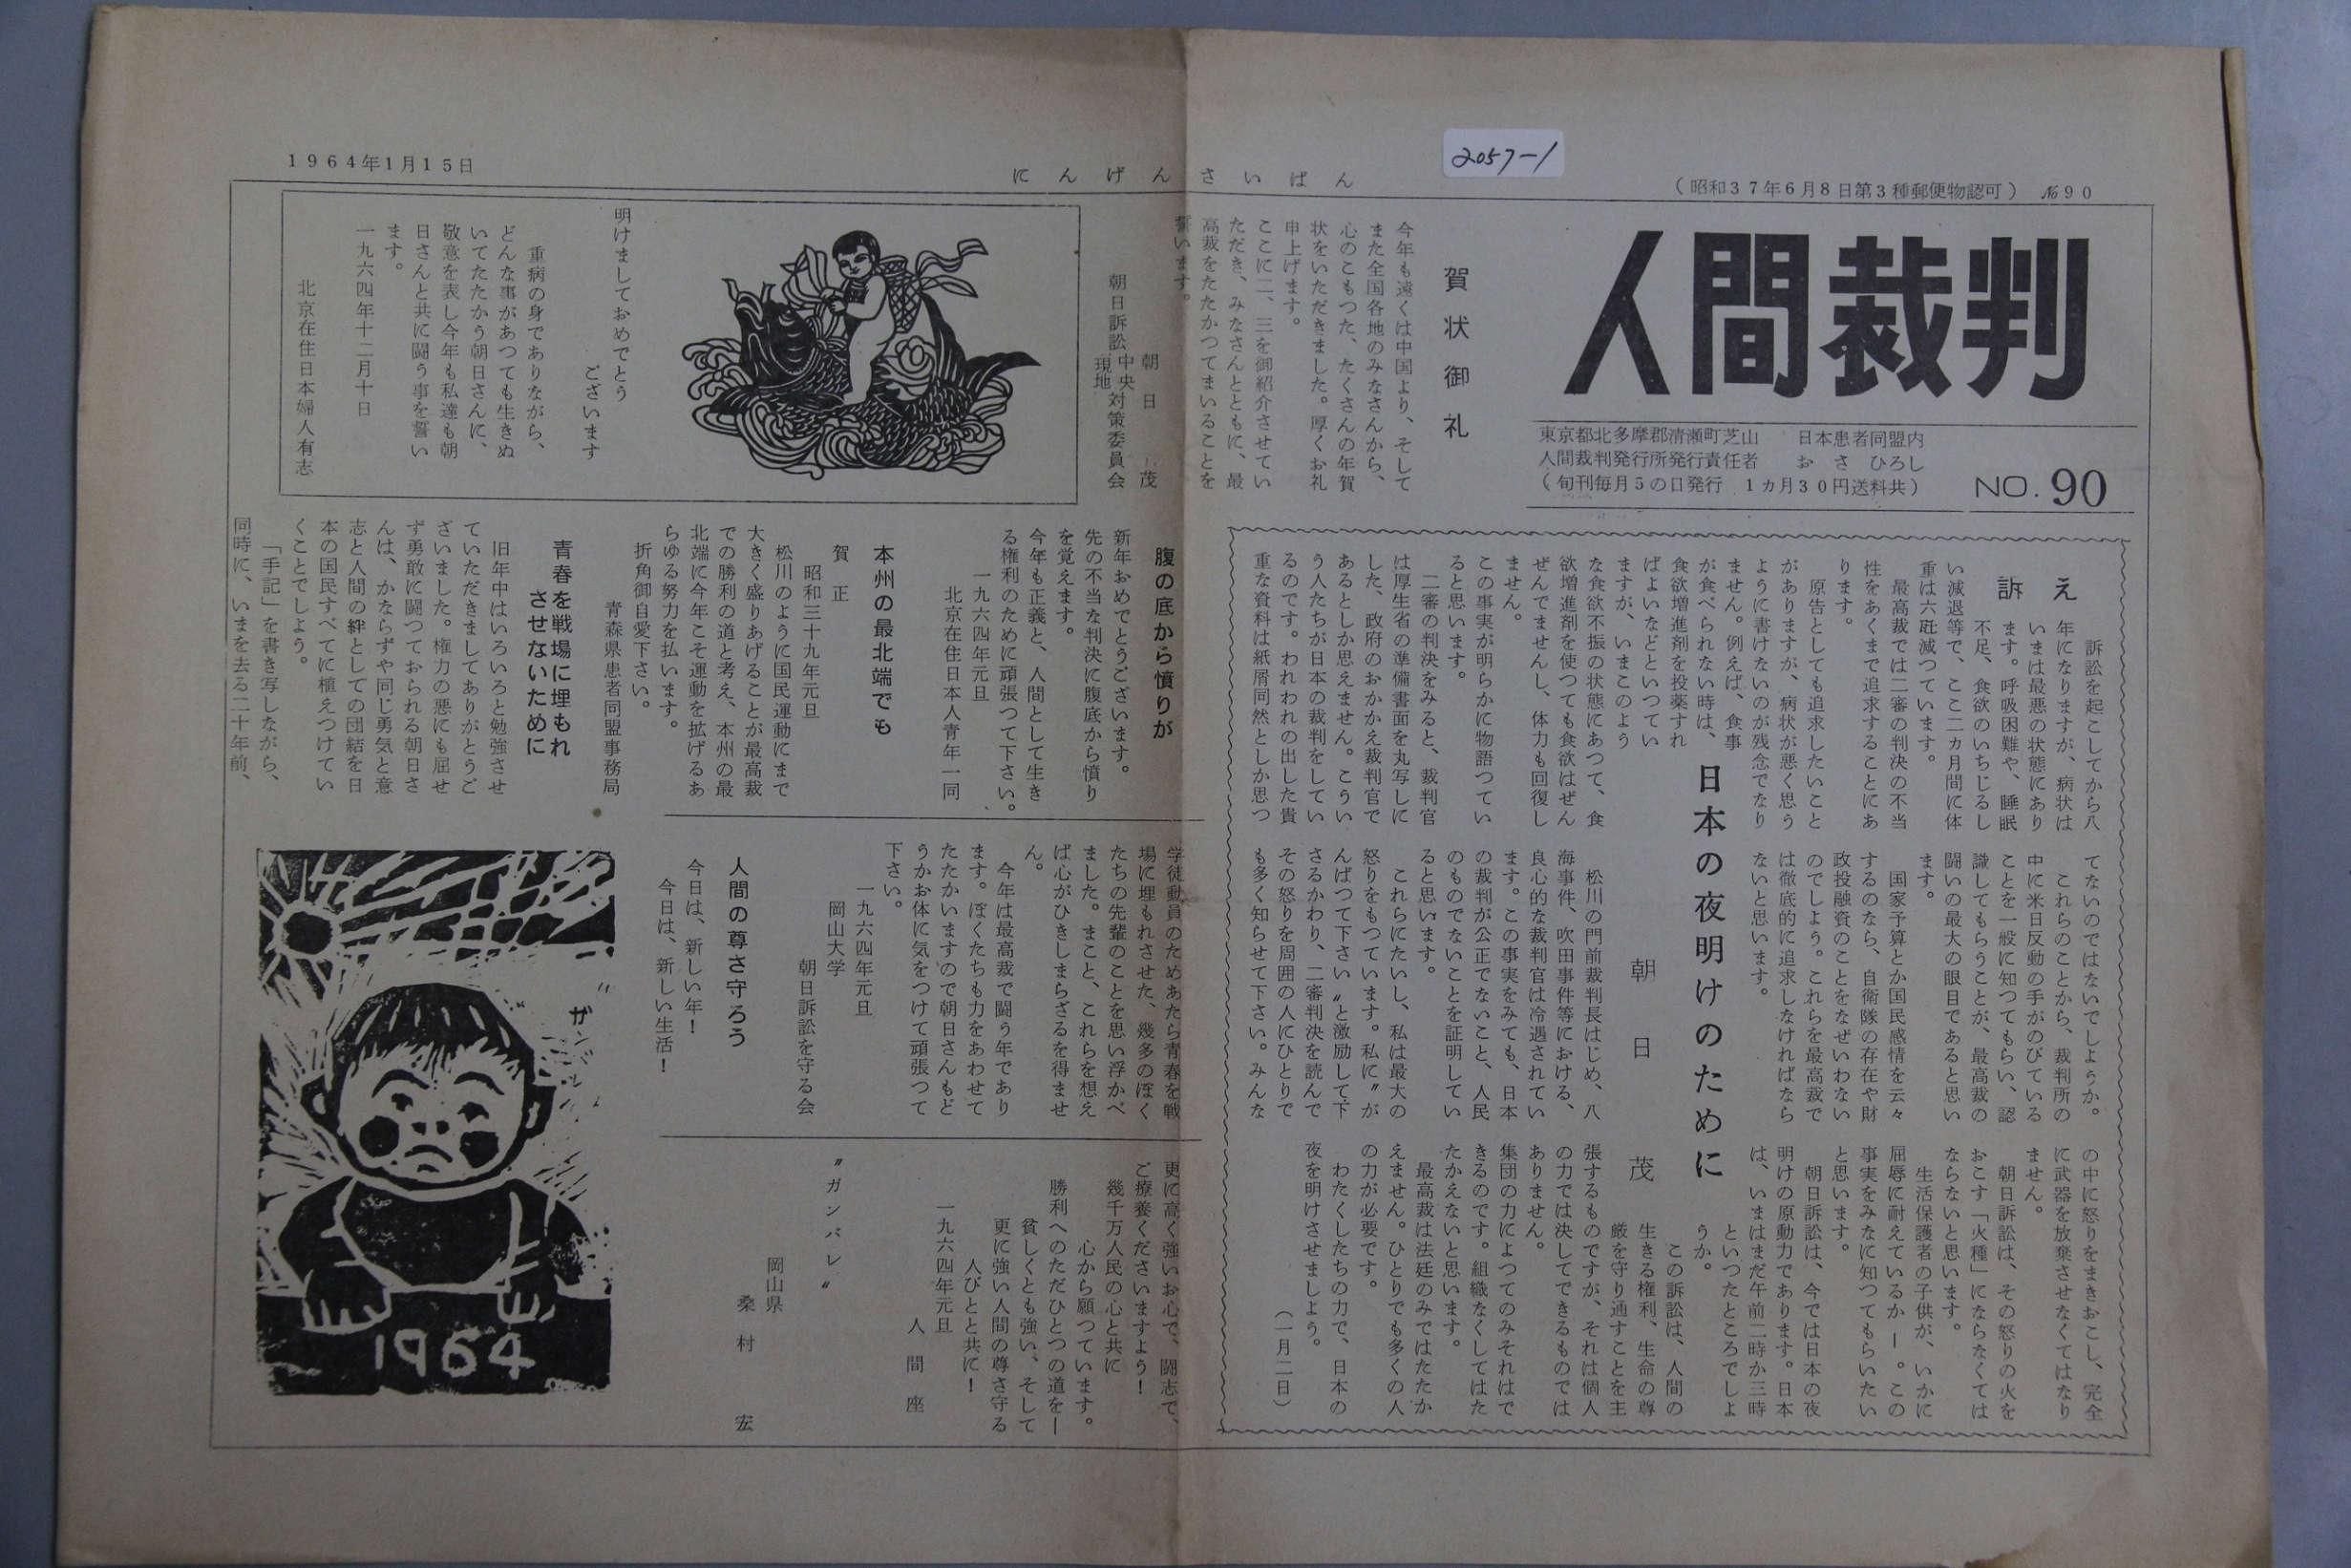 1964年1月15日
にんげんさいばん
2057-1
(昭和37年6月8日第3種郵便物認可) №90
人間裁判
東京都北多摩郡清瀬町芝山 日本患者同盟内
人間裁判発行所発行責任者 おさひろし
(旬刊毎月5の日発行 1カ月30円送料共)
NO.90
賀状御礼
今年も遠くは中国より、そして
また全国各地のみなさんから、
心のこもつた、たくさんの年賀
状をいただきました。厚くお礼
申上げます。
ここに二、三を御紹介させてい
ただき、みなさんとともに、最
高裁をたたかつてまいることを
誓います。
朝日茂
朝日訴訟中央対策委員会
現地
明けましておめでとう
ございます
重病の身でありながら、
どんな事があつても生きぬ
いてたたかう朝日さんに、
敬意を表し今年も私達も朝
日さんと共に闘う事を誓い
ます。
一九六四年十二月十日
北京在住日本婦人有志
訴え
日本の夜明けのために
朝日茂
訴訟を起こしてから八
年になりますが、病状は
いまは最悪の状態にあり
ます。呼吸困難や、睡眠
不足、食欲のいちじるし
い減退等で、ここ二カ月間に体
重は六瓩減つています。
最高裁では二審の判決の不当
性をあくまで追求することにあ
ります。
原告としても追求したいこと
がありますが、病状が悪く思う
ように書けないのが残念でなり
ません。例えば、食事
が食べられない時は、
食欲増進剤を投薬すれ
ばよいなどといつてい
ますが、いまこのよう
な食欲不振の状態にあつて、食
欲増進剤を使つても食欲はぜん
ぜんでませんし、体力も回復し
ません。
この事実が明らかに物語つてい
ると思います。
二審の判決をみると、裁判官
は厚生省の準備書面を丸写しに
した、政府のおかかえ裁判官で
あるとしか思えません。こうい
う人たちが日本の裁判をしてい
るのです。われわれの出した貴
重な資料は紙屑同然としか思つ
てないのではないでしようか。
これらのことから、裁判所の
中に米日反動の手がのびている
ことを一般に知つてもらい、認
識してもらうことが、最高裁の
闘いの最大の眼目であると思い
ます。
国家予算とか国民感情を云々
するのなら、自衛隊の存在や財
政投融資のことをなぜいわない
のでしよう。これらを最高裁で
は徹底的に追求しなければなら
ないと思います。
松川の門前裁判長はじめ、八
海事件、吹田事件等における、
良心的な裁判官は冷遇されてい
ます。この事実をみても、日本
の裁判が公正でないこと、人民
のものでないことを証明してい
ると思います。
これらにたいし、私は最大の
怒りをもつています。私に〝が
んばつて下さい〟と激励して下
さるかわり、二審判決を読んで
その怒りを周囲の人にひとりで
も多く知らせて下さい。みんな
の中に怒りをまきおこし、完全
に武器を放棄させなくてはなり
ません。
朝日訴訟は、その怒りの火を
おこす「火種」にならなくては
ならないと思います。
生活保護者の子供が、いかに
屈辱に耐えているか ー。この
事実をみなに知つてもらいたい
と思います。
朝日訴訟は、今では日本の夜
明けの原動力であります。日本
は、いまはまだ午前二時か三時
といつたところでしよ
うか。
この訴訟は、人間の
生きる権利、生命の尊
厳を守り通すことを主
張するものですが、それは個人
の力では決してできるものでは
ありません。
集団の力によつてのみそれはで
きるのです。組織なくしてはた
たかえないと思います。
最高裁は法廷のみではたたか
えません。ひとりでも多くの人
の力が必要です。
わたくしたちの力で、日本の
夜を明けさせましよう。
(一月二日)
腹の底から憤りが
新年おめでとうございます。
先の不当な判決に腹底から憤り
を覚えます。
今年も正義と、人間として生き
る権利のために頑張つて下さい。
一九六四年元旦
北京在住日本人青年一同
本州の最北端でも
賀正
昭和三十九年元旦
松川のように国民運動にまで
大きく盛りあげることが最高裁
での勝利の道と考え、本州の最
北端に今年こそ運動を拡げるあ
らゆる努力を払います。
折角御自愛下さい。
青森県患者同盟事務局
青春を戦場に埋もれ
させないために
旧年中はいろいろと勉強させ
ていただきましてありがとうご
ざいました。権力の悪にも屈せ
ず勇敢に闘つておられる朝日さ
んは、かならずや同じ勇気と意
志と人間の絆としての団結を日
本の国民すべてに植えつけてい
くことでしよう。
「手記」を書き写しながら、
同時に、いまを去る二十年前、
学徒動員のためあたら青春を戦
場に埋もれさせた、幾多のぼく
たちの先輩のことを思い浮かべ
ました。まこと、これらを想え
ば心がひきしまらざるを得ませ
ん。
今年は最高裁で闘う年であり
ます。ぼくたちも力をあわせて
たたかいますので朝日さんもど
うかお体に気をつけて頑張つて
下さい。
一九六四年元旦
岡山大学
朝日訴訟を守る会
人間の尊さ守ろう
今日は、新しい年!
今日は、新しい生活!
更に高く強いお心で、闘志で、
ご療養くださいますよう!
幾千万人民の心と共に
心から願つています。
勝利へのただひとつの道を―
貧しくとも強い、そして
更に強い人間の尊さ守る
人びとと共に!
一九六四年元旦
人間座
〝ガンバレ〟
岡山県
桑村宏
〝ガンバレ〟
1964